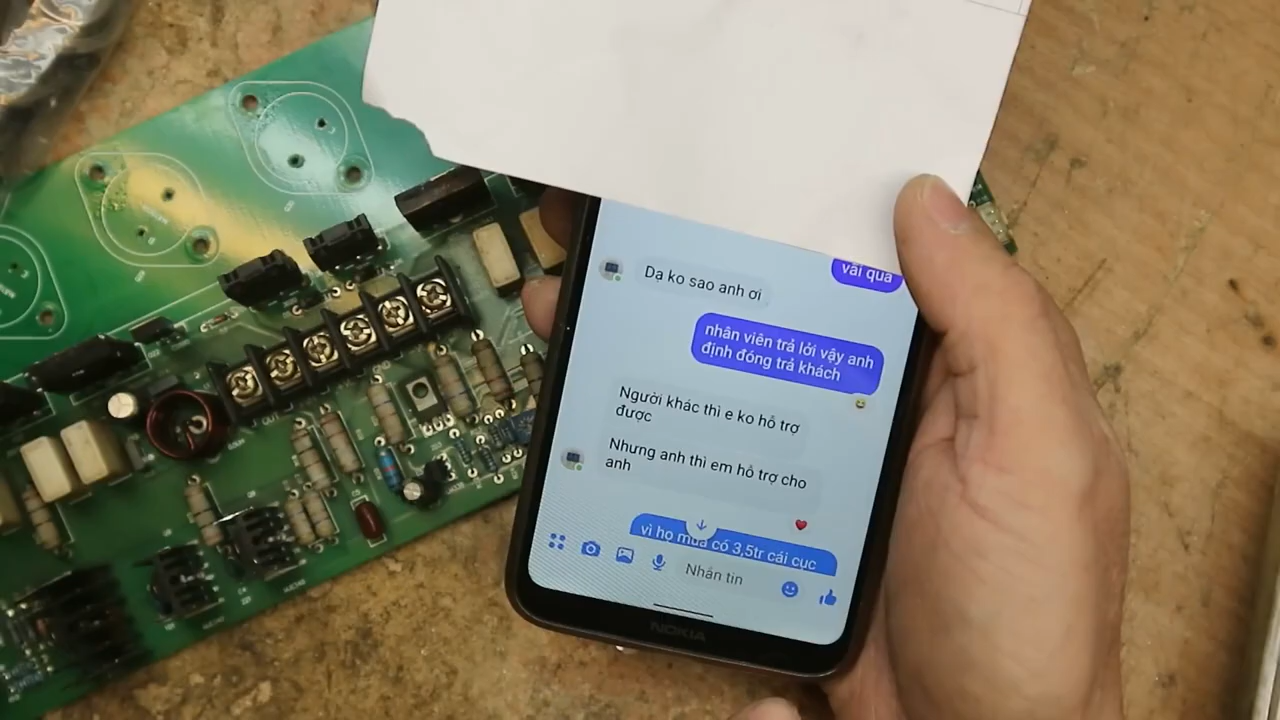 vãi quá
Dạ ko sao anh ơi
nhân viên trả lời vậy anh
định đóng trả khách
Người khác thì e ko hỗ trợ
được
Nhưng anh thì em hỗ trợ cho
anh
vì họ mua có 3,5tr cái cục
Nhắn tin
NOKIA